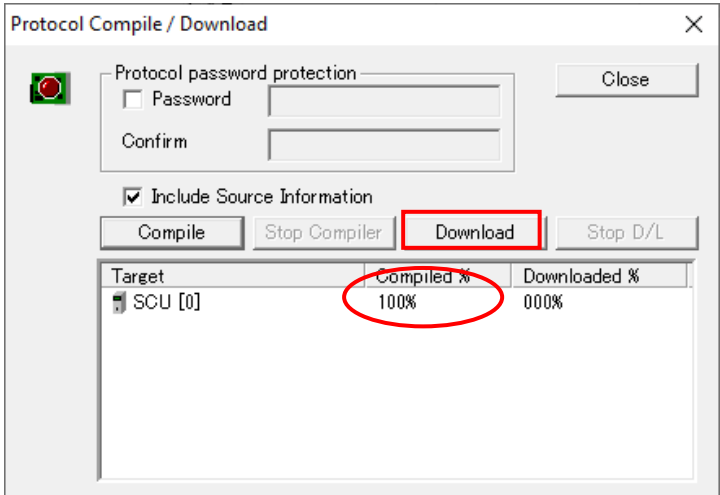 Protocol Compile / Download
Protocol password protection
Close
Password
Confirm
Include Source Information
Compile Stop Compiler Download Stop D/L
Target Compiled % Downloaded %
SCU [0] 100% 000%